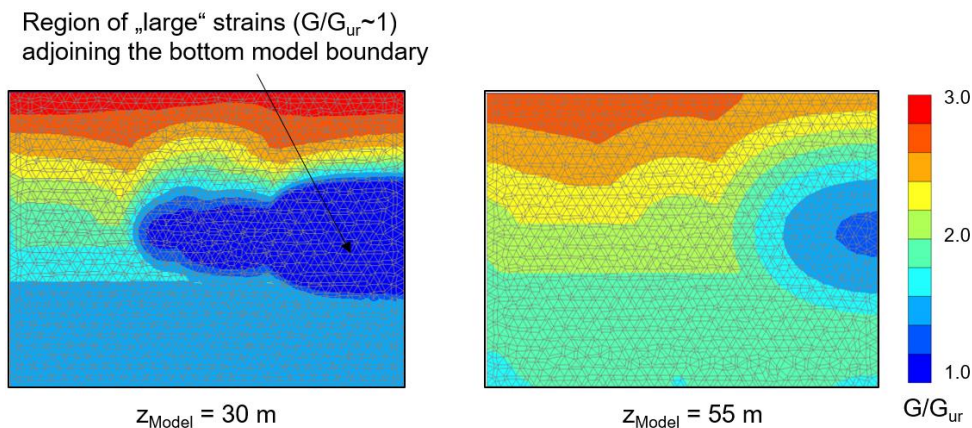 Region of „large“ strains (G/Gur~1)
adjoining the bottom model boundary
3.0
2.0
1.0
G/Gur
zModel = 30 m
zModel = 55 m